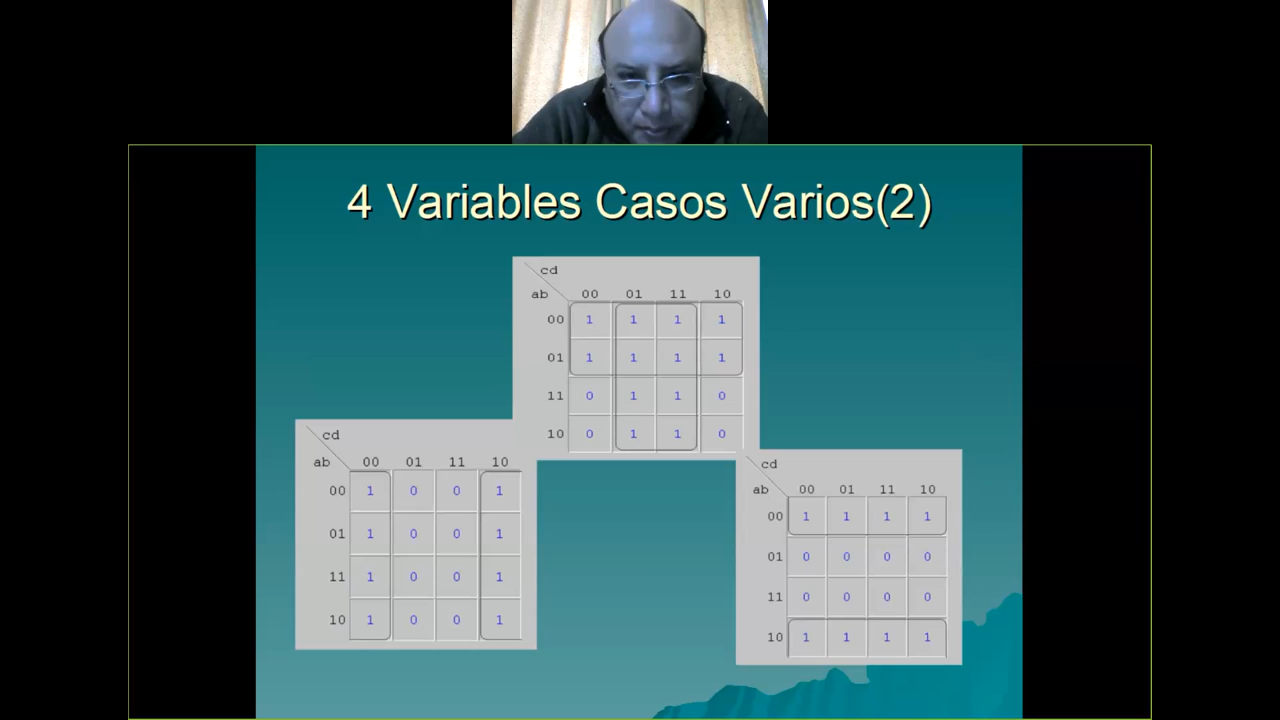 4 Variables Casos Varios(2)
cd
ab 00 01 11 10
00 1 1 1 1
01 1 1 1 1
11 0 1 1 0
10 0 1 1 0
cd
ab 00 01 11 10
00 1 0 0 1
01 1 0 0 1
11 1 0 0 1
10 1 0 0 1
cd
ab 00 01 11 10
00 1 1 1 1
01 0 0 0 0
11 0 0 0 0
10 1 1 1 1